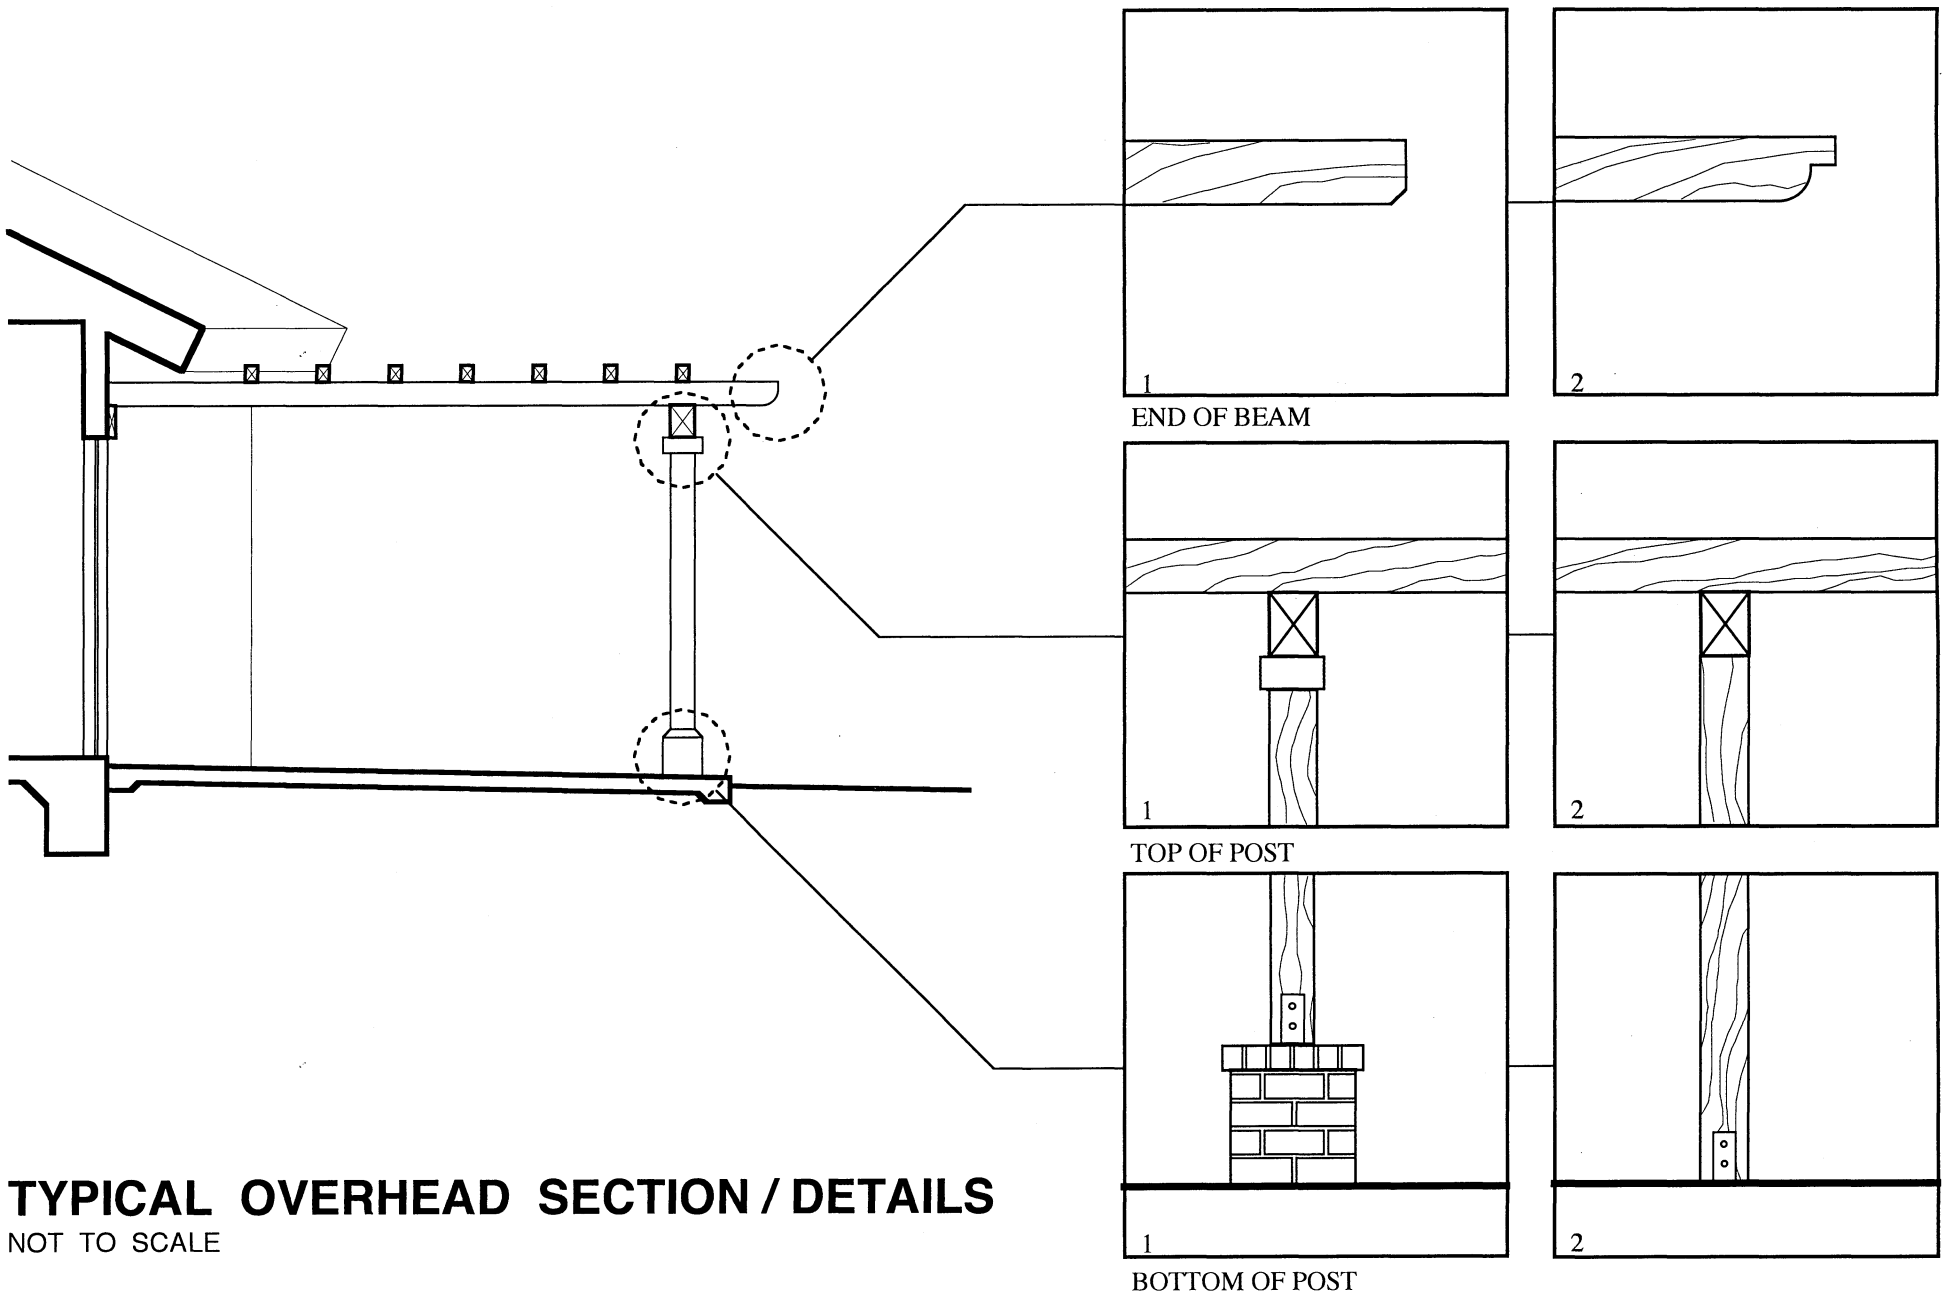 1
2
END OF BEAM
1
2
TOP OF POST
1
2
BOTTOM OF POST
TYPICAL OVERHEAD SECTION / DETAILS
NOT TO SCALE